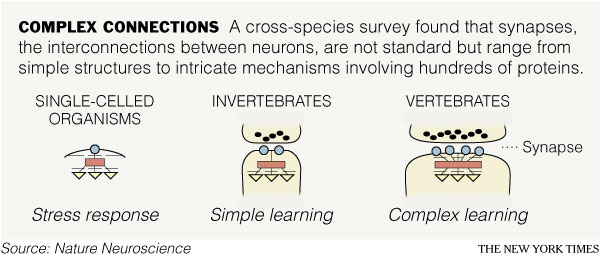 COMPLEX CONNECTIONS A cross-species survey found that synapses,
the interconnections between neurons, are not standard but range from
simple structures to intricate mechanisms involving hundreds of proteins.
SINGLE-CELLED
ORGANISMS
INVERTEBRATES
VERTEBRATES
Synapse
Stress response
Simple learning
Complex learning
Source: Nature Neuroscience
THE NEW YORK TIMES